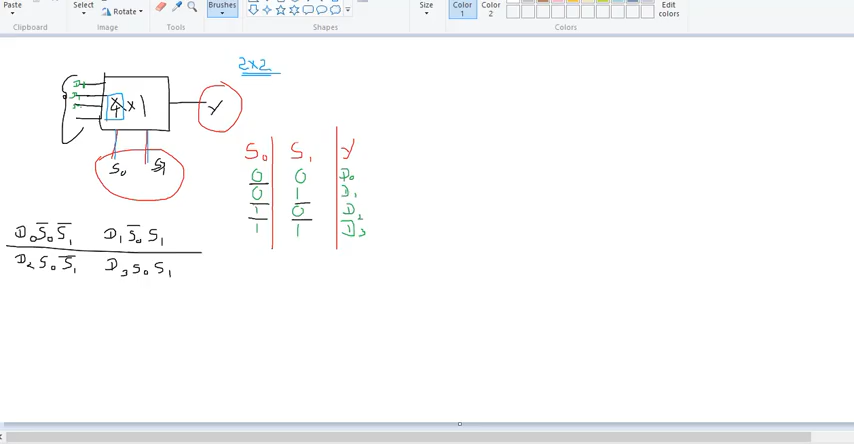 Paste
Select
Rotate
Brushes
Size
Color 1
Color 2
Edit colors
Clipboard
Image
Tools
Shapes
Colors
2x2
D₀
D₁
4x1
Y
S₀ S₁
S₀ S₁ Y
0 0 D₀
0 1 D₁
1 0 D₂
1 1 D₃
D₀S̅₀S̅₁ D₁S̅₀S₁
D₂S₀S̅₁ D₃S₀S₁